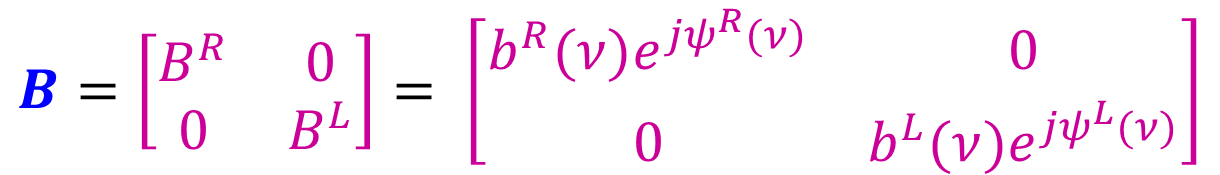 𝑩 = [B^R 0; 0 B^L] = [b^R(ν)e^{jψ^R(ν)} 0; 0 b^L(ν)e^{jψ^L(ν)}]